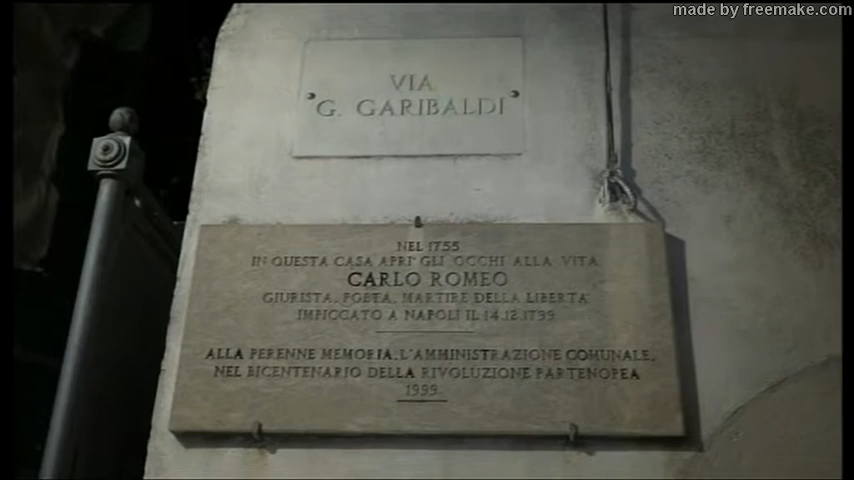 made by freemake.com
VIA
G. GARIBALDI
NEL 1755
IN QUESTA CASA APRI' GLI OCCHI ALLA VITA
CARLO ROMEO
GIURISTA, POETA, MARTIRE DELLA LIBERTA'
IMPICCATO A NAPOLI IL 14.12.1799
ALLA PERENNE MEMORIA, L'AMMINISTRAZIONE COMUNALE,
NEL BICENTENARIO DELLA RIVOLUZIONE PARTENOPEA
1999